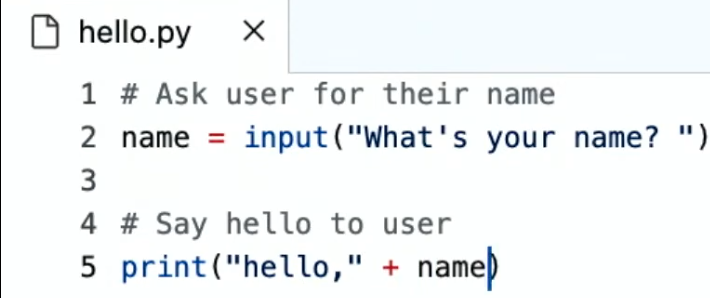 hello.py ×
1 # Ask user for their name
2 name = input("What's your name? ")
3
4 # Say hello to user
5 print("hello," + name)